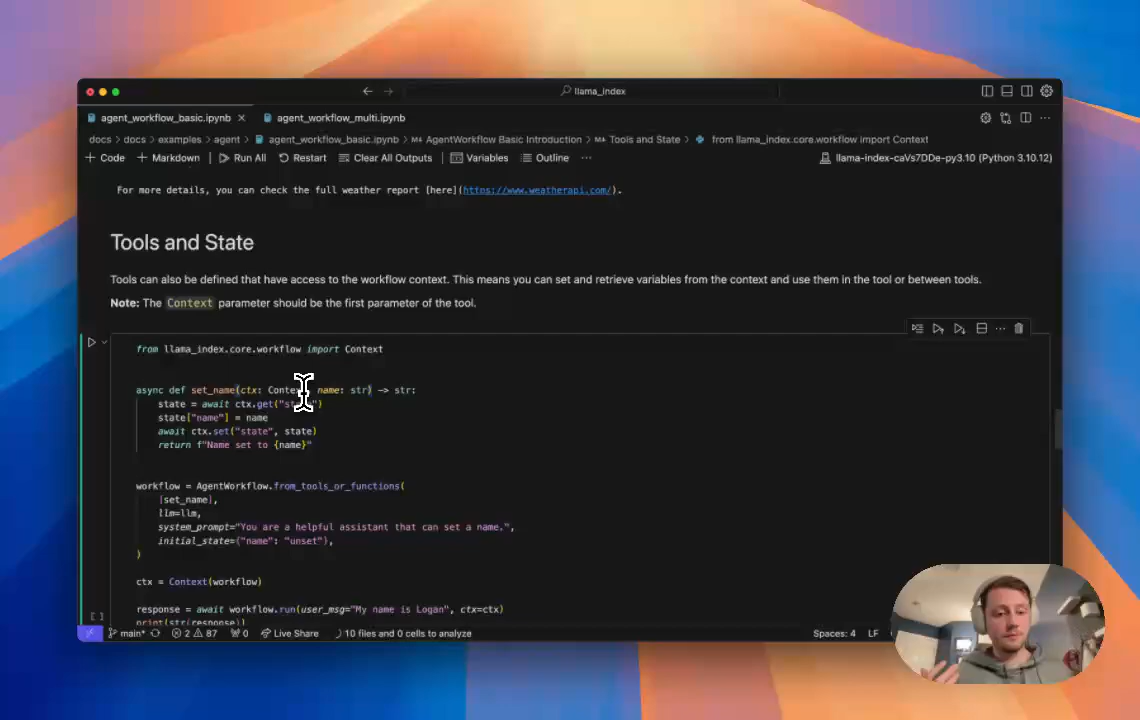 llama_index
agent_workflow_basic.ipynb
agent_workflow_multi.ipynb
docs > docs > examples > agent > agent_workflow_basic.ipynb > AgentWorkflow Basic Introduction > Tools and State > from llama_index.core.workflow import Context
+ Code + Markdown Run All Restart Clear All Outputs Variables Outline ... llama-index-caVs7DDe-py3.10 (Python 3.10.12)
For more details, you can check the full weather report [here](https://www.weatherapi.com/).
Tools and State
Tools can also be defined that have access to the workflow context. This means you can set and retrieve variables from the context and use them in the tool or between tools.
Note: The Context parameter should be the first parameter of the tool.
from llama_index.core.workflow import Context
async def set_name(ctx: Context, name: str) -> str:
state = await ctx.get("state")
state["name"] = name
await ctx.set("state", state)
return f"Name set to {name}"
workflow = AgentWorkflow.from_tools_or_functions(
[set_name],
llm=llm,
system_prompt="You are a helpful assistant that can set a name.",
initial_state={"name": "unset"},
)
ctx = Context(workflow)
response = await workflow.run(user_msg="My name is Logan", ctx=ctx)
print(str(response))
[ ]
main* 2 87 0 Live Share 10 files and 0 cells to analyze Spaces: 4 LF